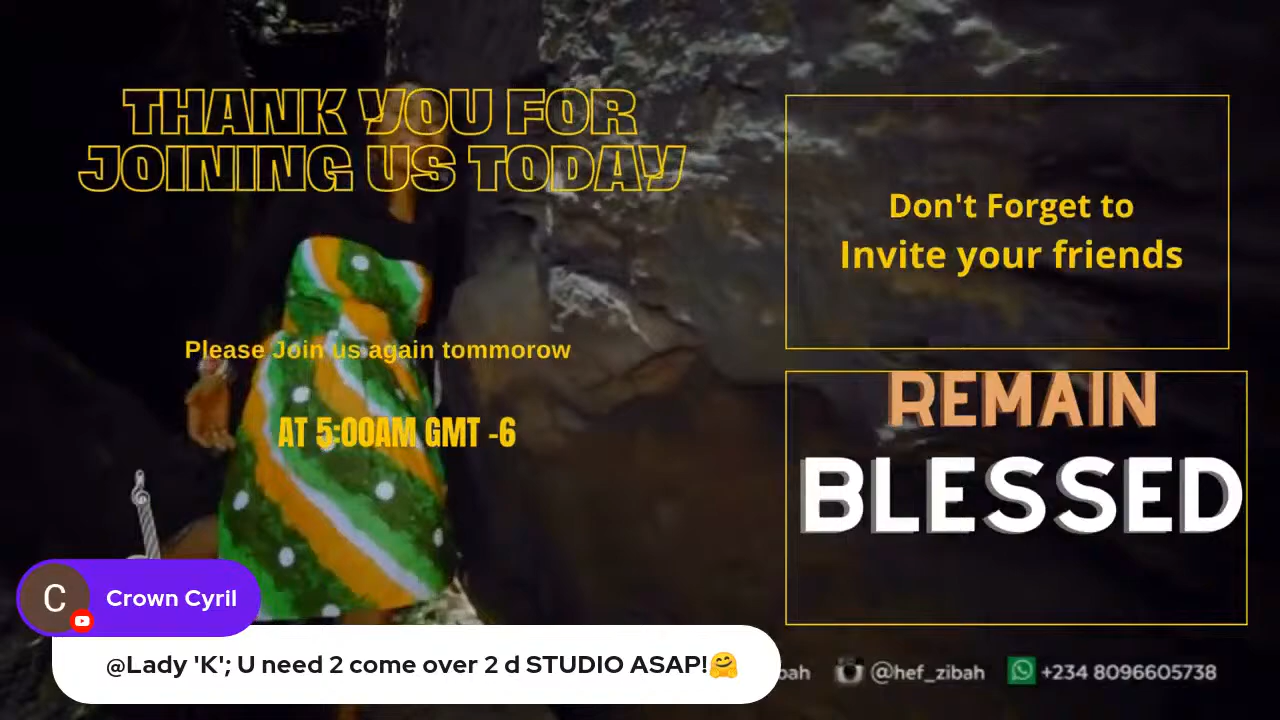 THANK YOU FOR
JOINING US TODAY
Please Join us again tommorow
AT 5:00AM GMT -6
Don't Forget to
Invite your friends
REMAIN
BLESSED
C
Crown Cyril
@Lady 'K'; U need 2 come over 2 d STUDIO ASAP!🤗
bah
@hef_zibah
+234 8096605738